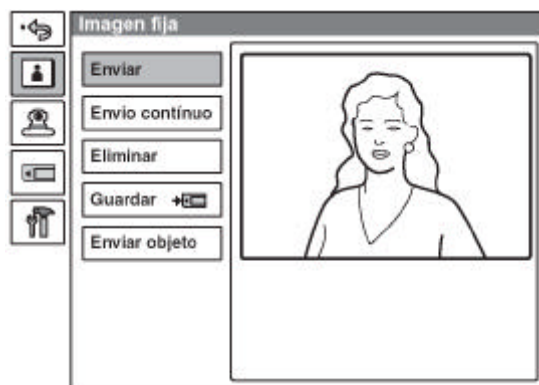 Imagen fija
Enviar
Envio contínuo
Eliminar
Guardar
Enviar objeto